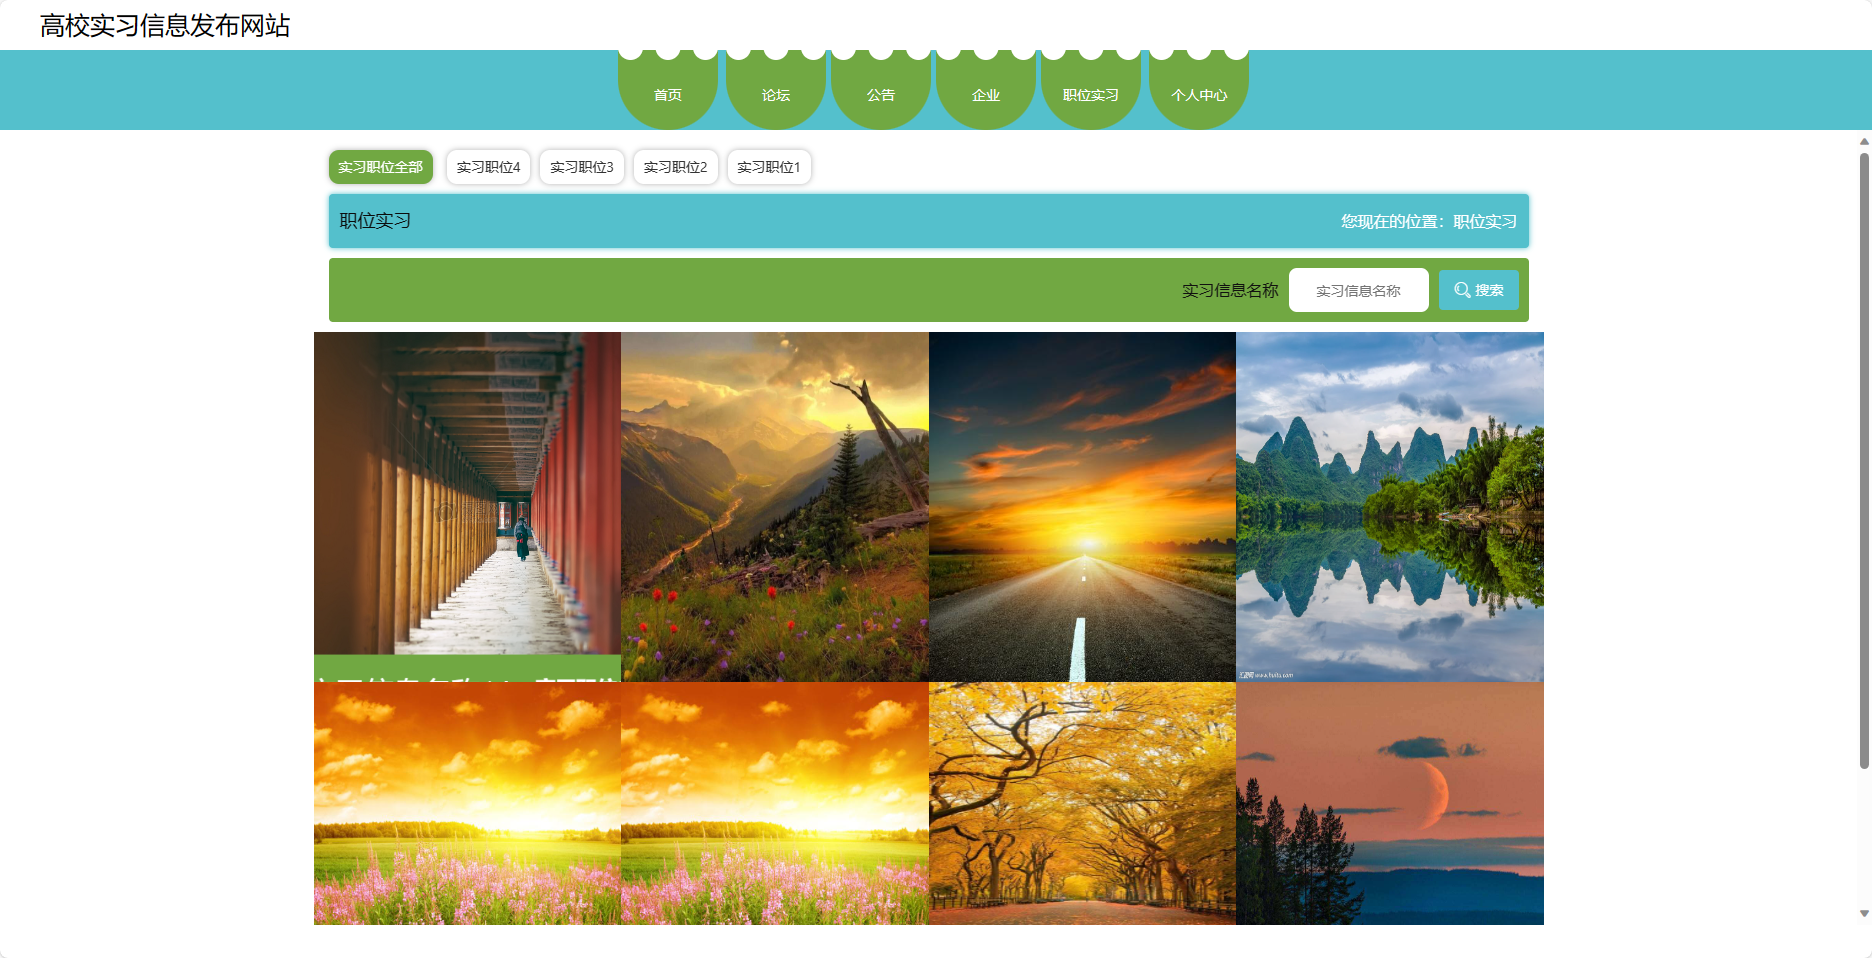 高校实习信息发布网站
首页 论坛 公告 企业 职位实习 个人中心
实习职位全部 实习职位4 实习职位3 实习职位2 实习职位1
职位实习 您现在的位置：职位实习
实习信息名称 实习信息名称 搜索
www.huitu.com